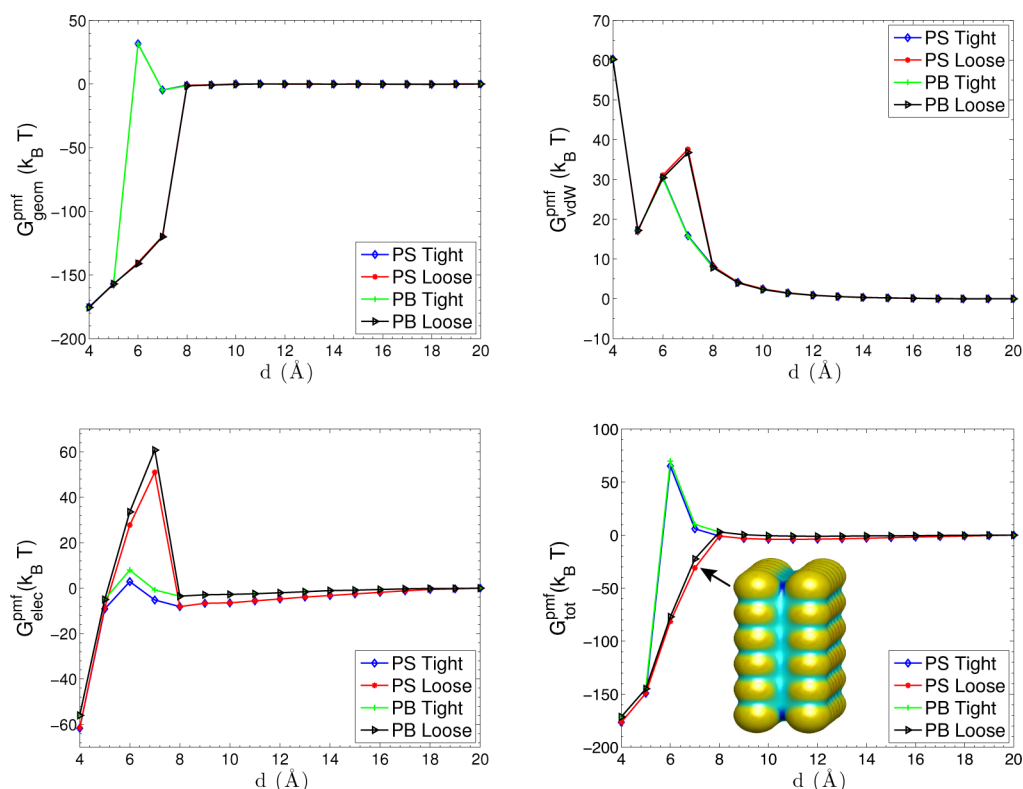 50
0
−50
−100
−150
−200
4 6 8 10 12 14 16 18 20
d (Å)
G^pmf_geom (k_B T)
PS Tight
PS Loose
PB Tight
PB Loose
70
60
50
40
30
20
10
0
−10
4 6 8 10 12 14 16 18 20
d (Å)
G^pmf_vdW (k_B T)
PS Tight
PS Loose
PB Tight
PB Loose
60
40
20
0
−20
−40
−60
4 6 8 10 12 14 16 18 20
d (Å)
G^pmf_elec (k_B T)
PS Tight
PS Loose
PB Tight
PB Loose
100
50
0
−50
−100
−150
−200
4 6 8 10 12 14 16 18 20
d (Å)
G^pmf_tot (k_B T)
PS Tight
PS Loose
PB Tight
PB Loose